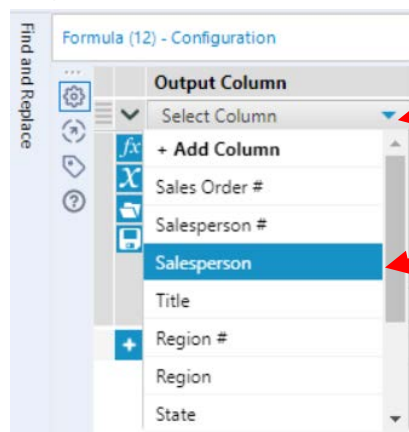 Find and Replace
Formula (12) - Configuration
Output Column
Select Column
+ Add Column
Sales Order #
Salesperson #
Salesperson
Title
Region #
Region
State
fx
X